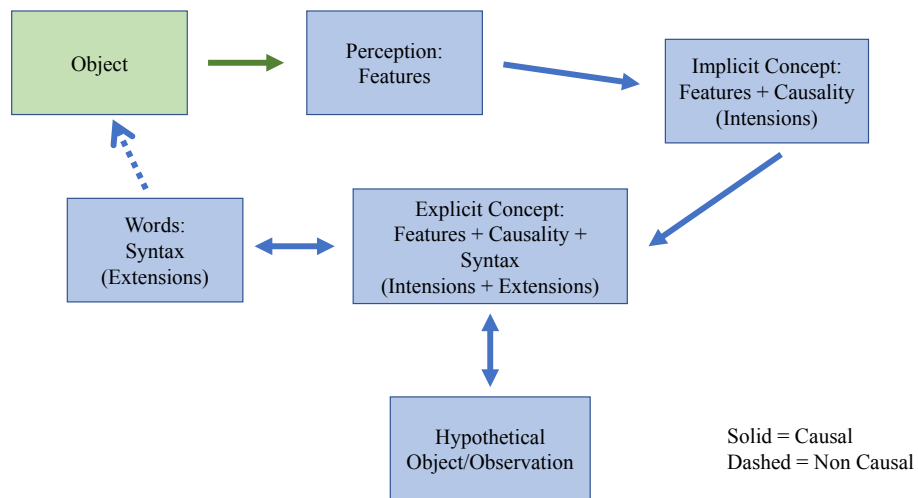 Object
Perception:
Features
Implicit Concept:
Features + Causality
(Intensions)
Words:
Syntax
(Extensions)
Explicit Concept:
Features + Causality +
Syntax
(Intensions + Extensions)
Hypothetical
Object/Observation
Solid = Causal
Dashed = Non Causal